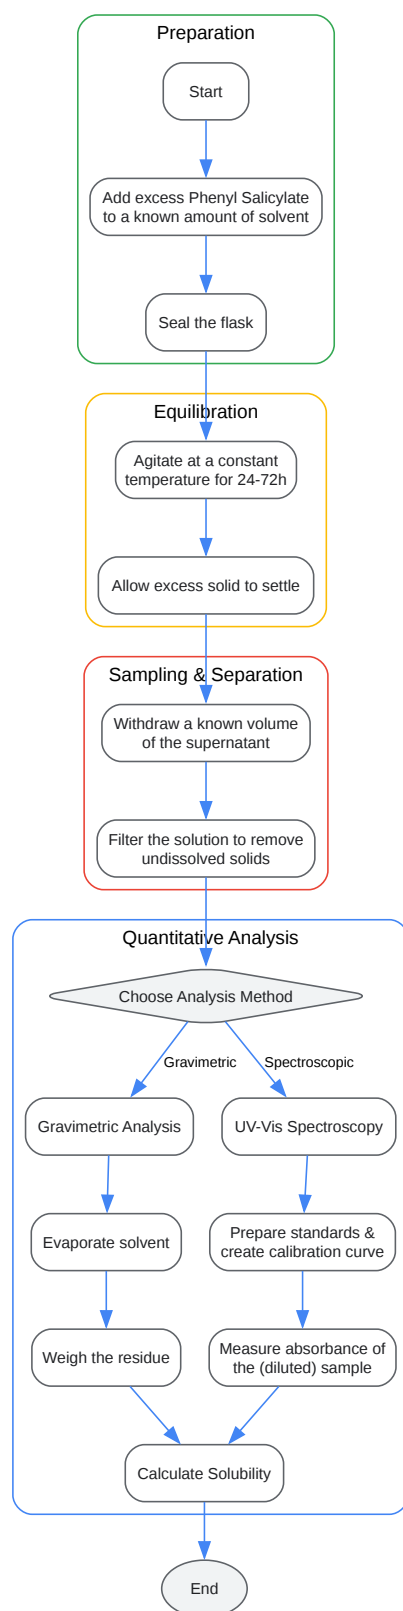 Preparation
Start
Add excess Phenyl Salicylate
to a known amount of solvent
Seal the flask
Equilibration
Agitate at a constant
temperature for 24-72h
Allow excess solid to settle
Sampling & Separation
Withdraw a known volume
of the supernatant
Filter the solution to remove
undissolved solids
Quantitative Analysis
Choose Analysis Method
Gravimetric
Spectroscopic
Gravimetric Analysis
UV-Vis Spectroscopy
Evaporate solvent
Prepare standards &
create calibration curve
Weigh the residue
Measure absorbance of
the (diluted) sample
Calculate Solubility
End